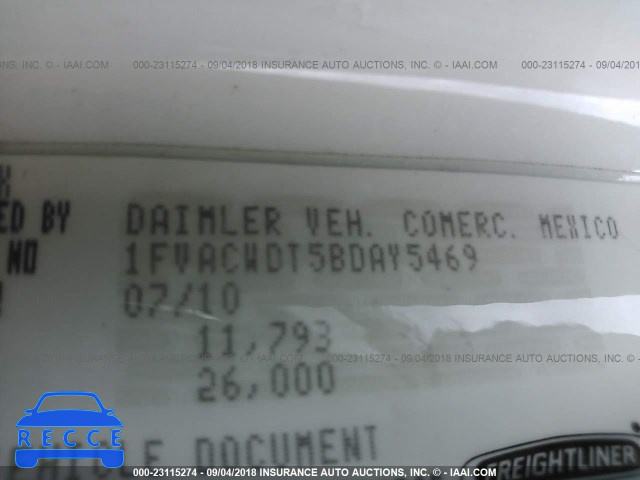 000-23115274 - 09/04/2018 INSURANCE AUTO AUCTIONS, INC. © - IAAI.COM
ED BY DAIMLER VEH. COMERC. MEXICO
NO 1FVACWDT5BDAY5469
07/10
11,793
26,000
000-23115274 - 09/04/2018 INSURANCE AUTO AUCTIONS, INC. © - IAAI.COM
EHICLE DOCUMENT
FREIGHTLINER
000-23115274 - 09/04/2018 INSURANCE AUTO AUCTIONS, INC. © - IAAI.COM